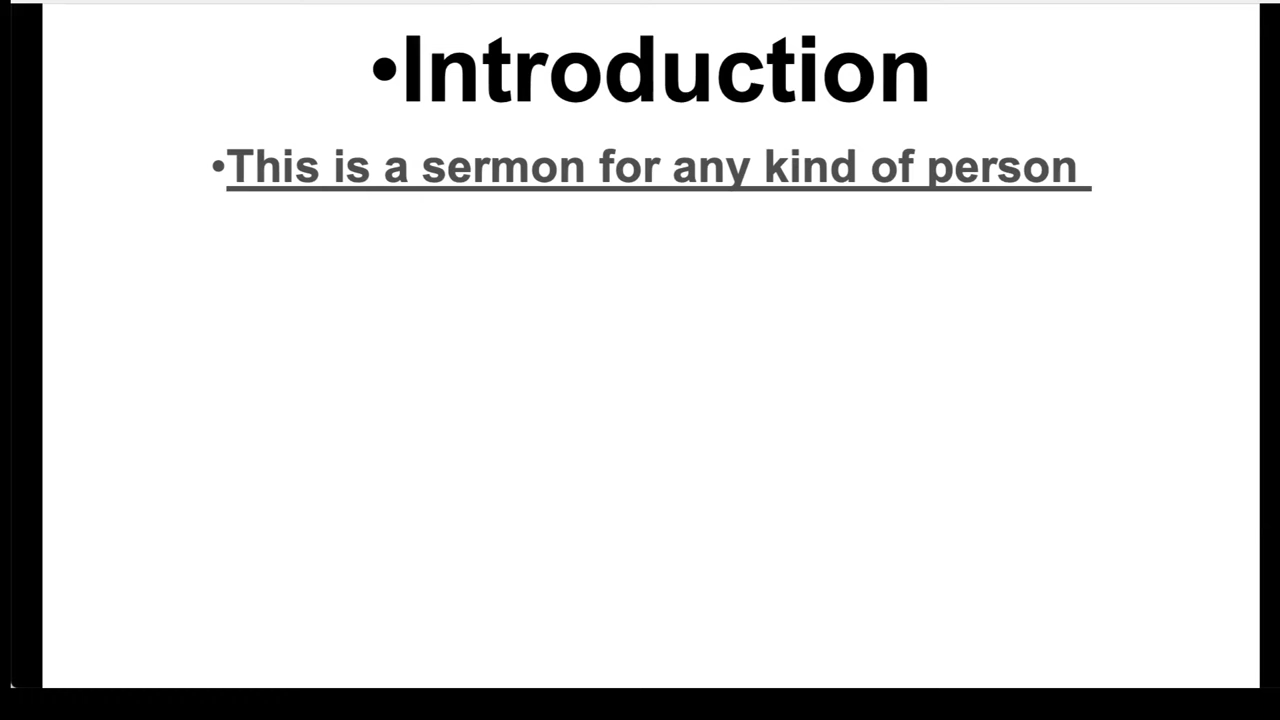 •Introduction
•This is a sermon for any kind of person